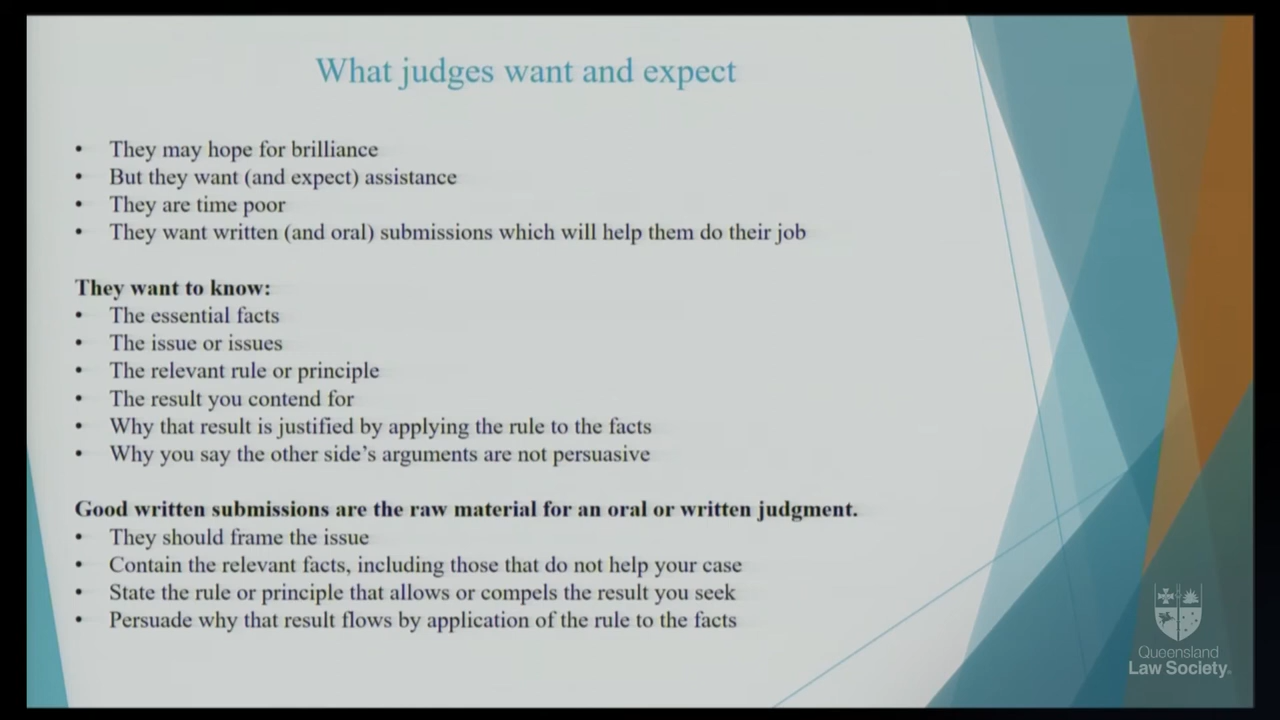 What judges want and expect
• They may hope for brilliance
• But they want (and expect) assistance
• They are time poor
• They want written (and oral) submissions which will help them do their job
They want to know:
• The essential facts
• The issue or issues
• The relevant rule or principle
• The result you contend for
• Why that result is justified by applying the rule to the facts
• Why you say the other side's arguments are not persuasive
Good written submissions are the raw material for an oral or written judgment.
• They should frame the issue
• Contain the relevant facts, including those that do not help your case
• State the rule or principle that allows or compels the result you seek
• Persuade why that result flows by application of the rule to the facts
Queensland
Law Society